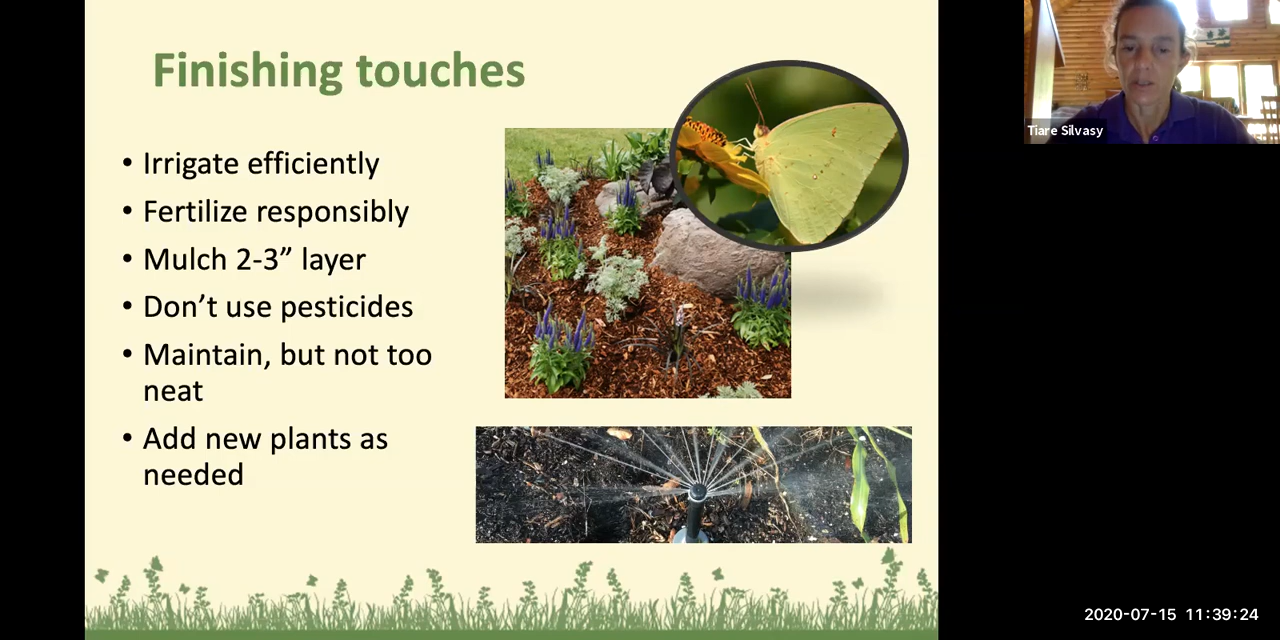 Finishing touches
• Irrigate efficiently
• Fertilize responsibly
• Mulch 2-3” layer
• Don’t use pesticides
• Maintain, but not too
neat
• Add new plants as
needed
Tiare Silvasy
2020-07-15 11:39:24